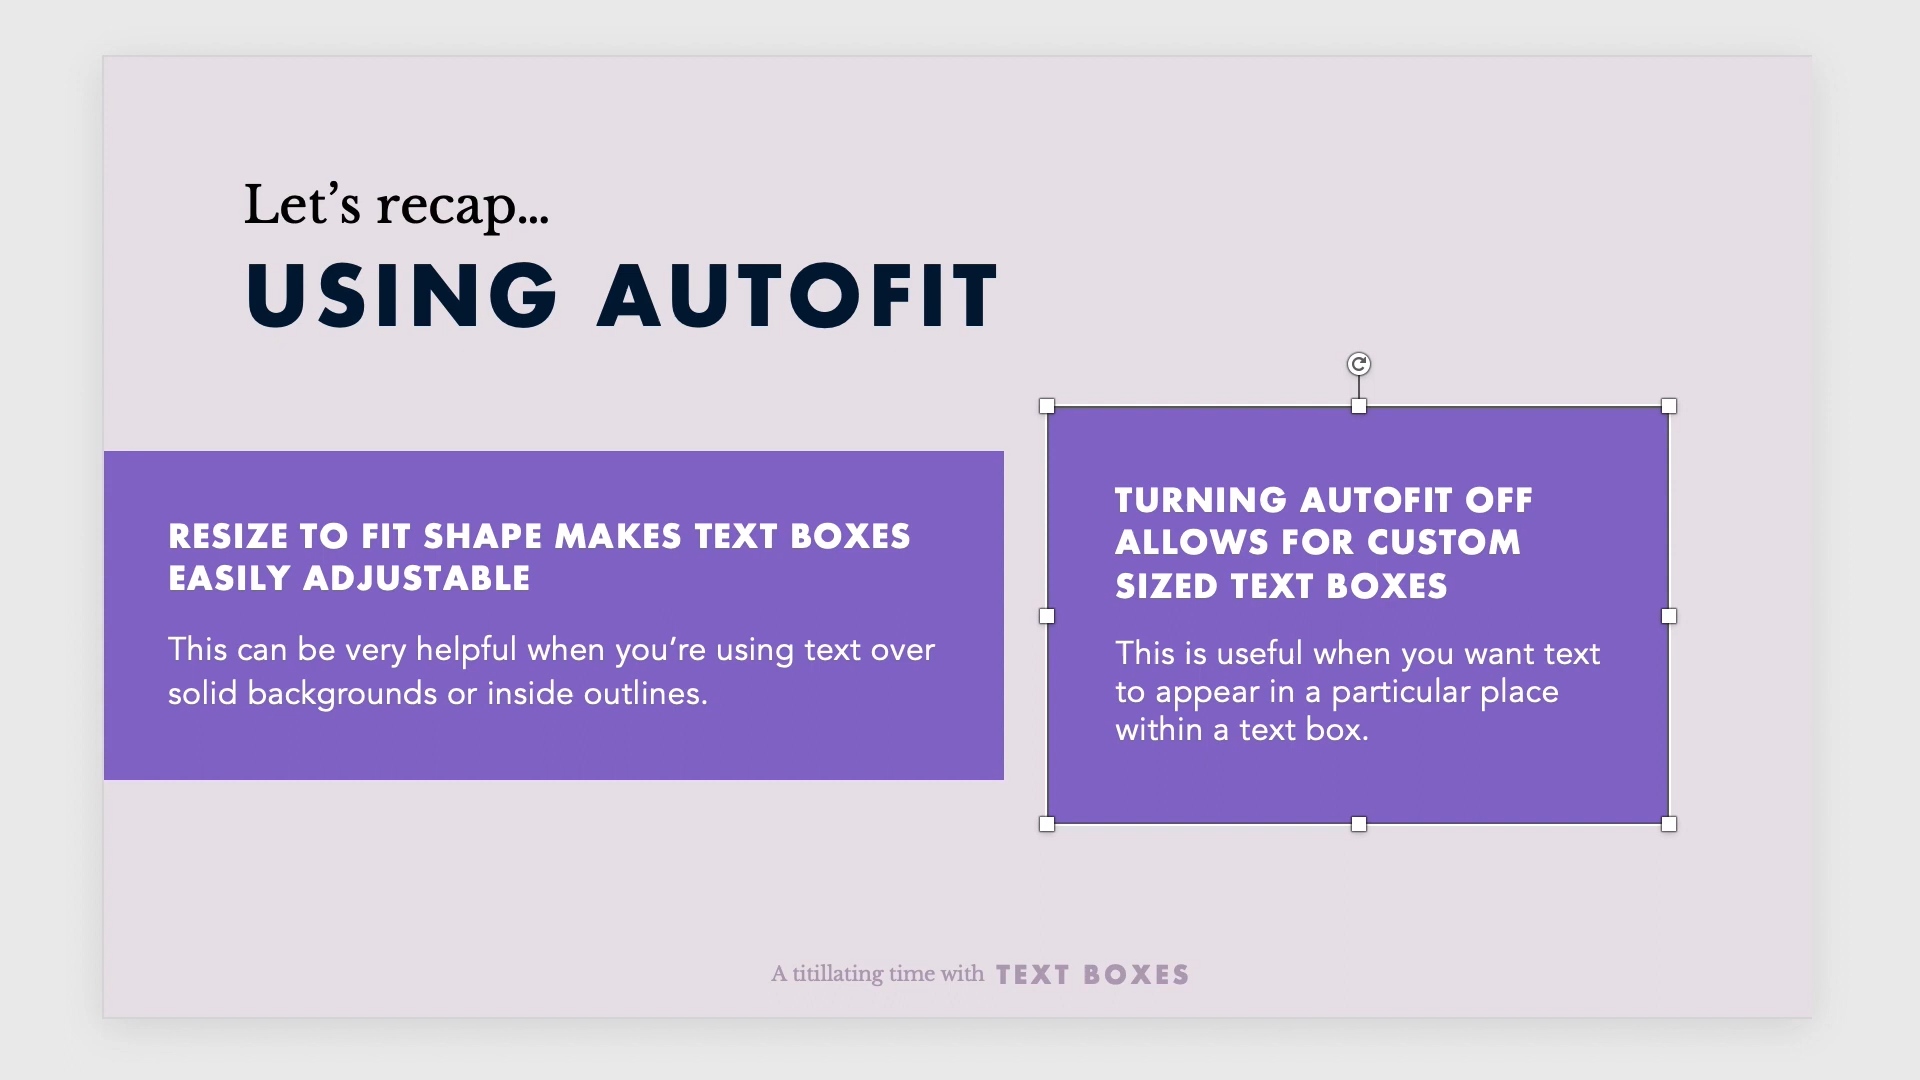 Let’s recap…
USING AUTOFIT
RESIZE TO FIT SHAPE MAKES TEXT BOXES
EASILY ADJUSTABLE
This can be very helpful when you’re using text over
solid backgrounds or inside outlines.
TURNING AUTOFIT OFF
ALLOWS FOR CUSTOM
SIZED TEXT BOXES
This is useful when you want text
to appear in a particular place
within a text box.
A titillating time with TEXT BOXES